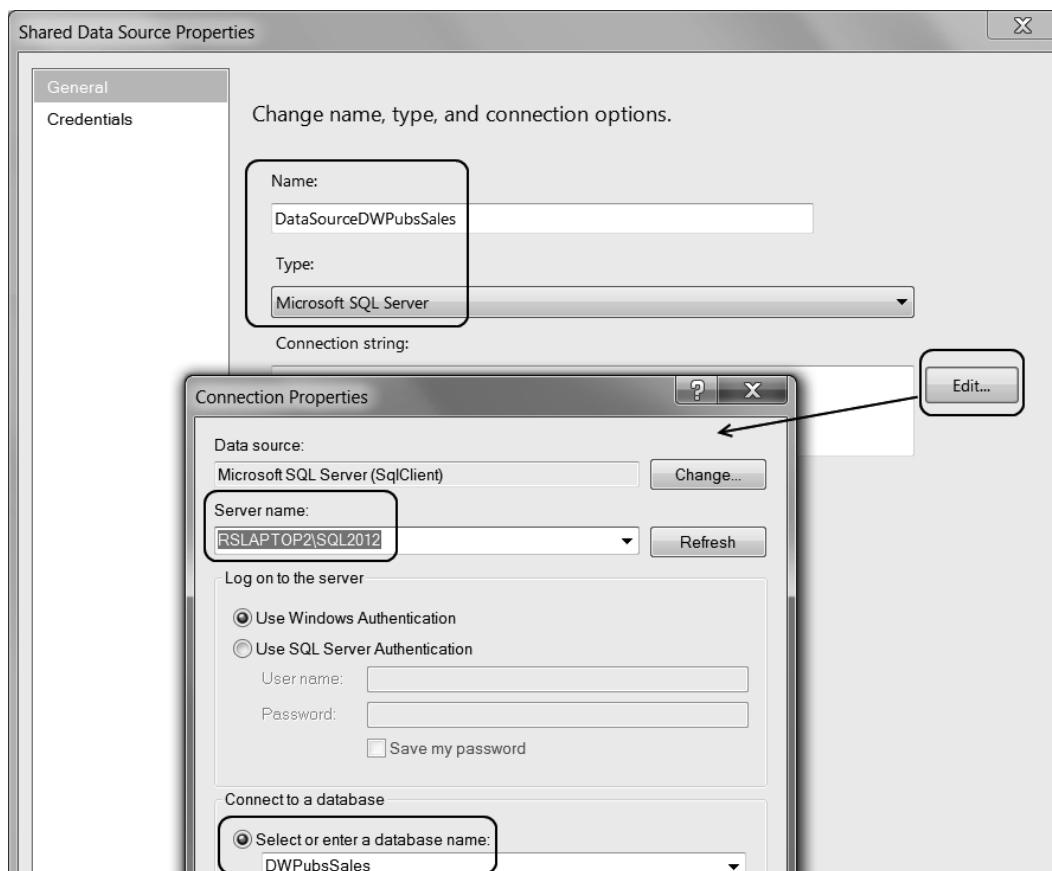 Shared Data Source Properties
General
Credentials
Change name, type, and connection options.
Name:
DataSourceDWPubsSales
Type:
Microsoft SQL Server
Connection string:
Edit...
Connection Properties
?
Data source:
Microsoft SQL Server (SqlClient)
Change...
Server name:
RSLAPTOP2\SQL2012
Refresh
Log on to the server
Use Windows Authentication
Use SQL Server Authentication
User name:
Password:
Save my password
Connect to a database
Select or enter a database name:
DWPubsSales